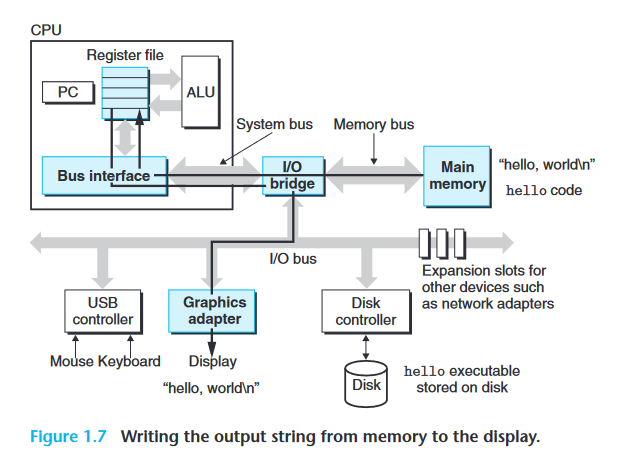 CPU
Register file
PC
ALU
System bus
Memory bus
Bus interface
I/O
bridge
Main
memory
"hello, world\n"
hello code
I/O bus
Expansion slots for
other devices such
as network adapters
USB
controller
Graphics
adapter
Disk
controller
Mouse Keyboard
Display
"hello, world\n"
Disk
hello executable
stored on disk
Figure 1.7 Writing the output string from memory to the display.